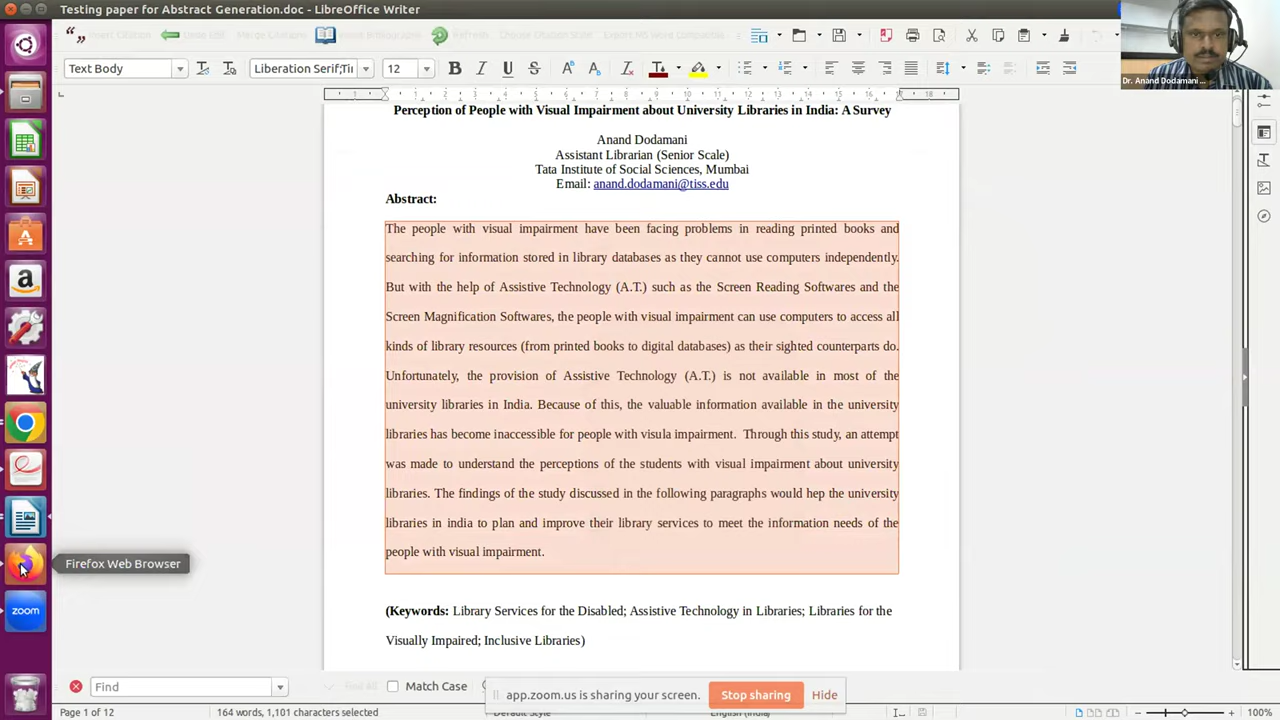 Testing paper for Abstract Generation.doc - LibreOffice Writer
Text Body
Liberation Serif;Ti
12
Dr. Anand Dodamani ...
Perception of People with Visual Impairment about University Libraries in India: A Survey
Anand Dodamani
Assistant Librarian (Senior Scale)
Tata Institute of Social Sciences, Mumbai
Email: anand.dodamani@tiss.edu
Abstract:
The people with visual impairment have been facing problems in reading printed books and
searching for information stored in library databases as they cannot use computers independently.
But with the help of Assistive Technology (A.T.) such as the Screen Reading Softwares and the
Screen Magnification Softwares, the people with visual impairment can use computers to access all
kinds of library resources (from printed books to digital databases) as their sighted counterparts do.
Unfortunately, the provision of Assistive Technology (A.T.) is not available in most of the
university libraries in India. Because of this, the valuable information available in the university
libraries has become inaccessible for people with visula impairment. Through this study, an attempt
was made to understand the perceptions of the students with visual impairment about university
libraries. The findings of the study discussed in the following paragraphs would hep the university
libraries in india to plan and improve their library services to meet the information needs of the
people with visual impairment.
Firefox Web Browser
zoom
(Keywords: Library Services for the Disabled; Assistive Technology in Libraries; Libraries for the
Visually Impaired; Inclusive Libraries)
Find
Match Case
app.zoom.us is sharing your screen.
Stop sharing
Hide
Page 1 of 12
164 words, 1,101 characters selected
Default Style
English (India)
100%